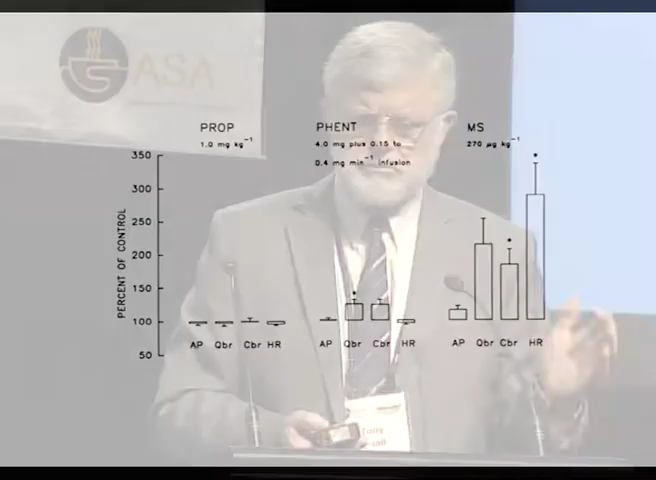 ASA
PROP
1.0 mg kg⁻¹
PHENT
4.0 mg plus 0.15 to
0.4 mg min⁻¹ infusion
MS
270 µg kg⁻¹
PERCENT OF CONTROL
350
300
250
200
150
100
50
AP Qbr Cbr HR
AP Qbr Cbr HR
AP Qbr Cbr HR